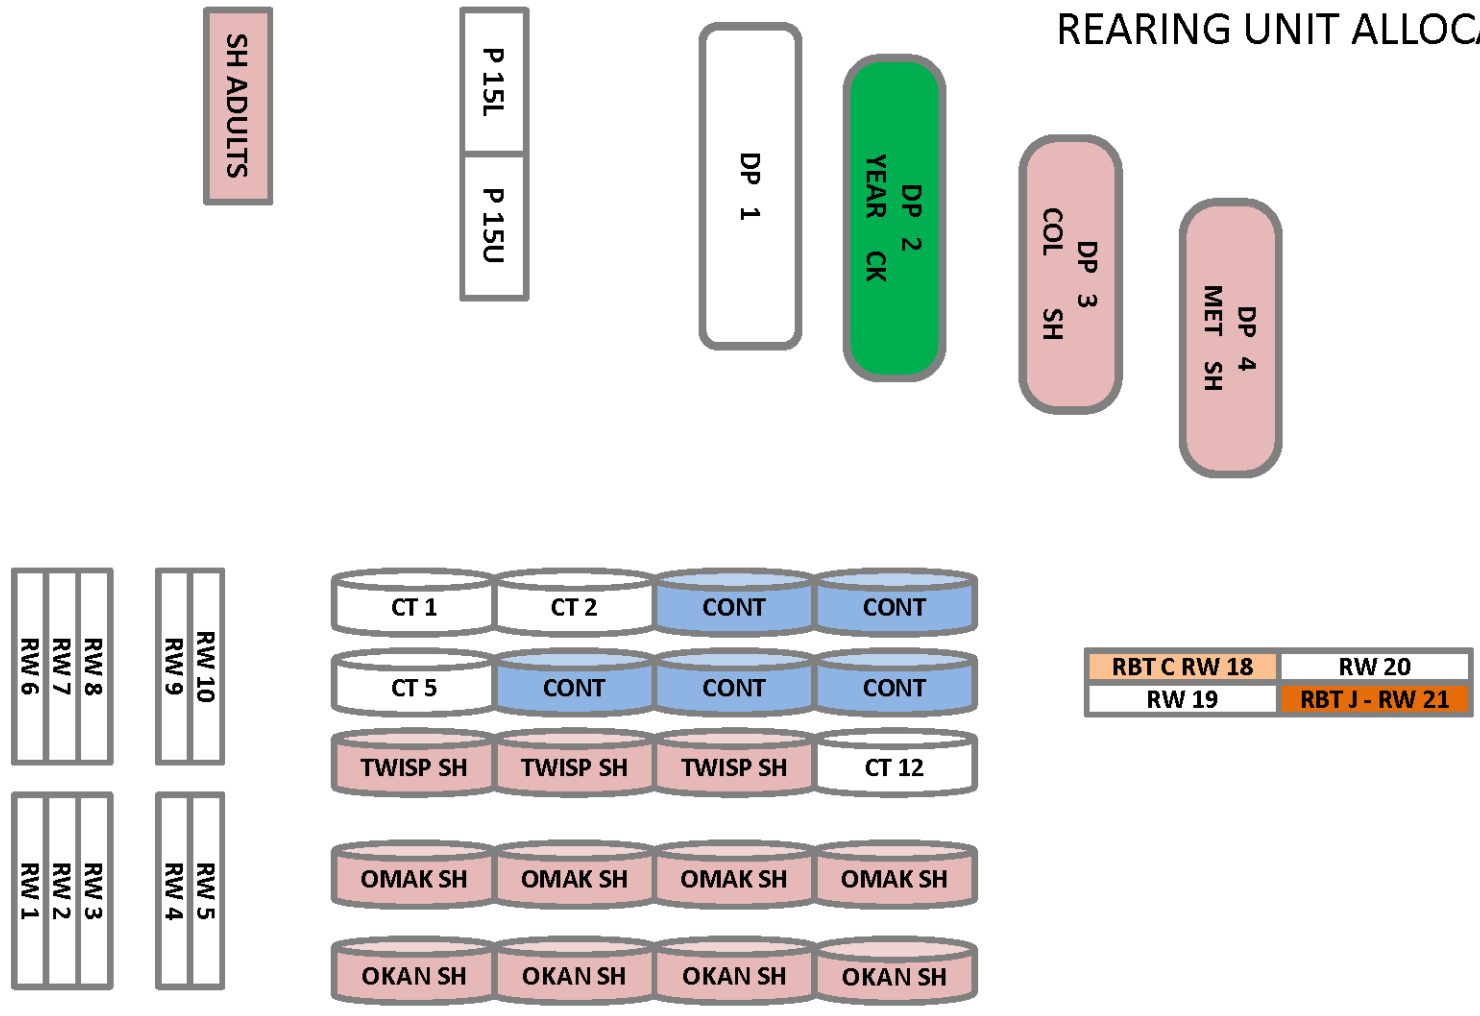 REARING UNIT ALLOCA
SH ADULTS
P 15L
P 15U
DP 1
DP 2
YEAR CK
DP 3
COL SH
DP 4
MET SH
RW 6
RW 7
RW 8
RW 9
RW 10
CT 1
CT 2
CONT
CONT
CT 5
CONT
CONT
CONT
TWISP SH
TWISP SH
TWISP SH
CT 12
RBT C RW 18
RW 20
RW 19
RBT J - RW 21
RW 1
RW 2
RW 3
RW 4
RW 5
OMAK SH
OMAK SH
OMAK SH
OMAK SH
OKAN SH
OKAN SH
OKAN SH
OKAN SH